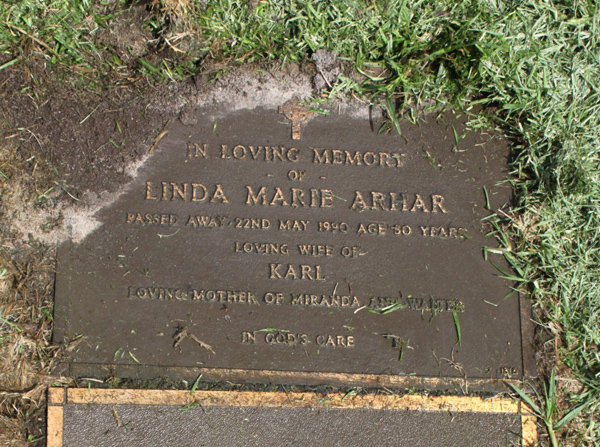 IN LOVING MEMORY
OF
LINDA MARIE ARHAR
PASSED AWAY 22ND MAY 1990 AGE 30 YEARS
LOVING WIFE OF
KARL
LOVING MOTHER OF MIRANDA AND
IN GOD'S CARE